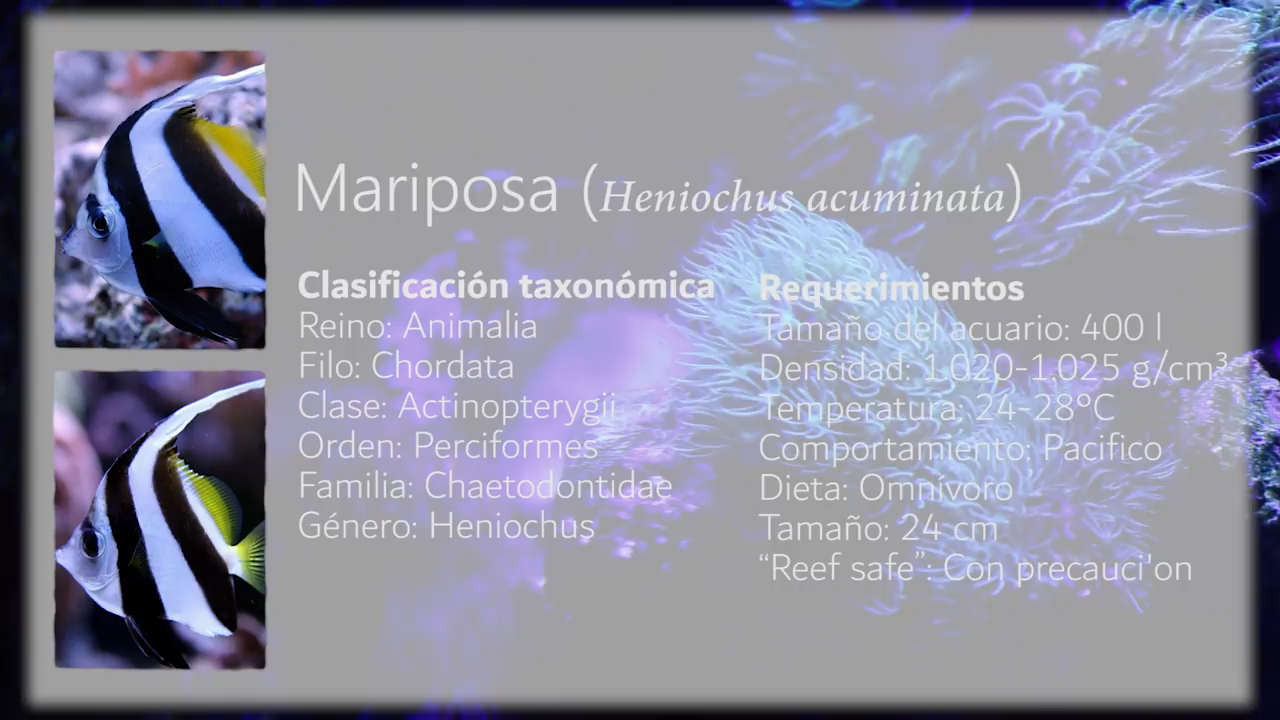 Mariposa (Heniochus acuminata)
Clasificación taxonómica
Reino: Animalia
Filo: Chordata
Clase: Actinopterygii
Orden: Perciformes
Familia: Chaetodontidae
Género: Heniochus
Requerimientos
Tamaño del acuario: 400 l
Densidad: 1.020-1.025 g/cm³
Temperatura: 24-28°C
Comportamiento: Pacifico
Dieta: Omnívoro
Tamaño: 24 cm
“Reef safe”: Con precauci'on